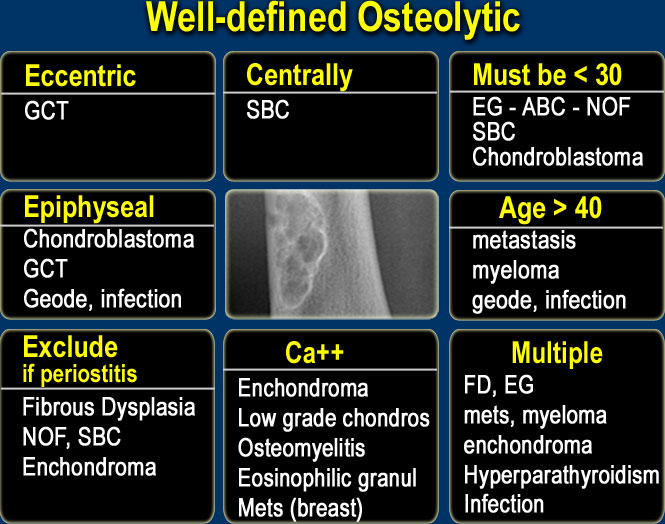 Well-defined Osteolytic
Eccentric
GCT
Centrally
SBC
Must be < 30
EG - ABC - NOF
SBC
Chondroblastoma
Epiphyseal
Chondroblastoma
GCT
Geode, infection
Age > 40
metastasis
myeloma
geode, infection
Exclude
if periostitis
Fibrous Dysplasia
NOF, SBC
Enchondroma
Ca++
Enchondroma
Low grade chondros
Osteomyelitis
Eosinophilic granul
Mets (breast)
Multiple
FD, EG
mets, myeloma
enchondroma
Hyperparathyroidism
Infection